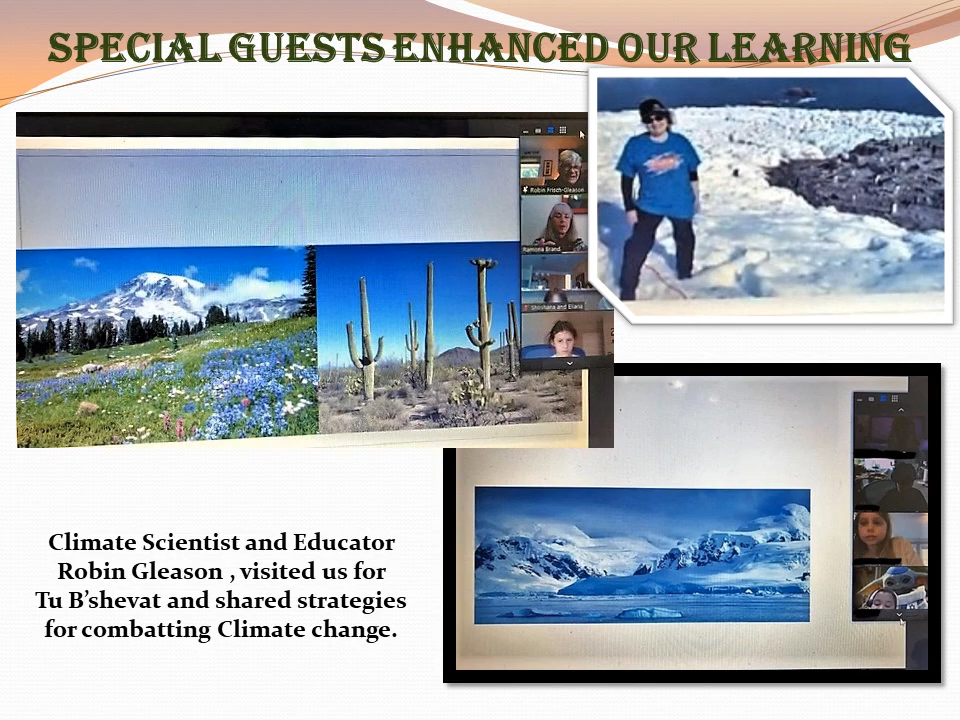 SPECIAL GUESTS ENHANCED OUR LEARNING
Robin Frisch-Gleason
Ramona Brand
Shoshana and Eliana
Climate Scientist and Educator
Robin Gleason , visited us for
Tu B’shevat and shared strategies
for combatting Climate change.